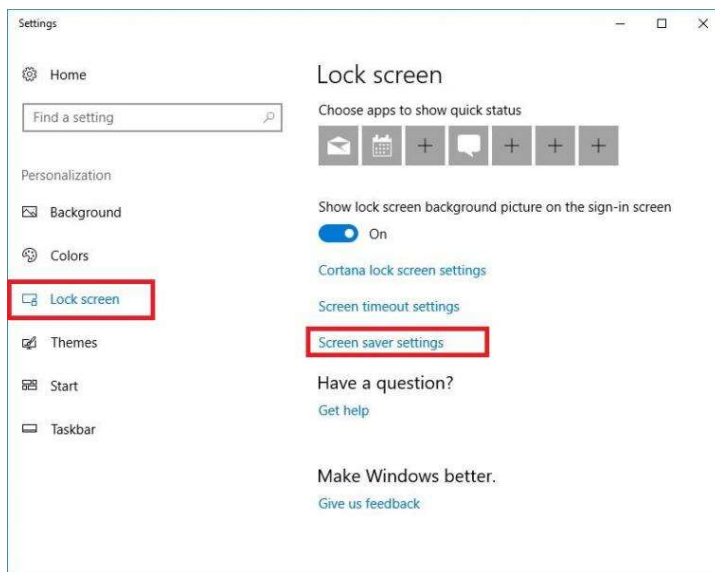 Settings
Home
Find a setting
Personalization
Background
Colors
Lock screen
Themes
Start
Taskbar
Lock screen
Choose apps to show quick status
Show lock screen background picture on the sign-in screen
On
Cortana lock screen settings
Screen timeout settings
Screen saver settings
Have a question?
Get help
Make Windows better.
Give us feedback